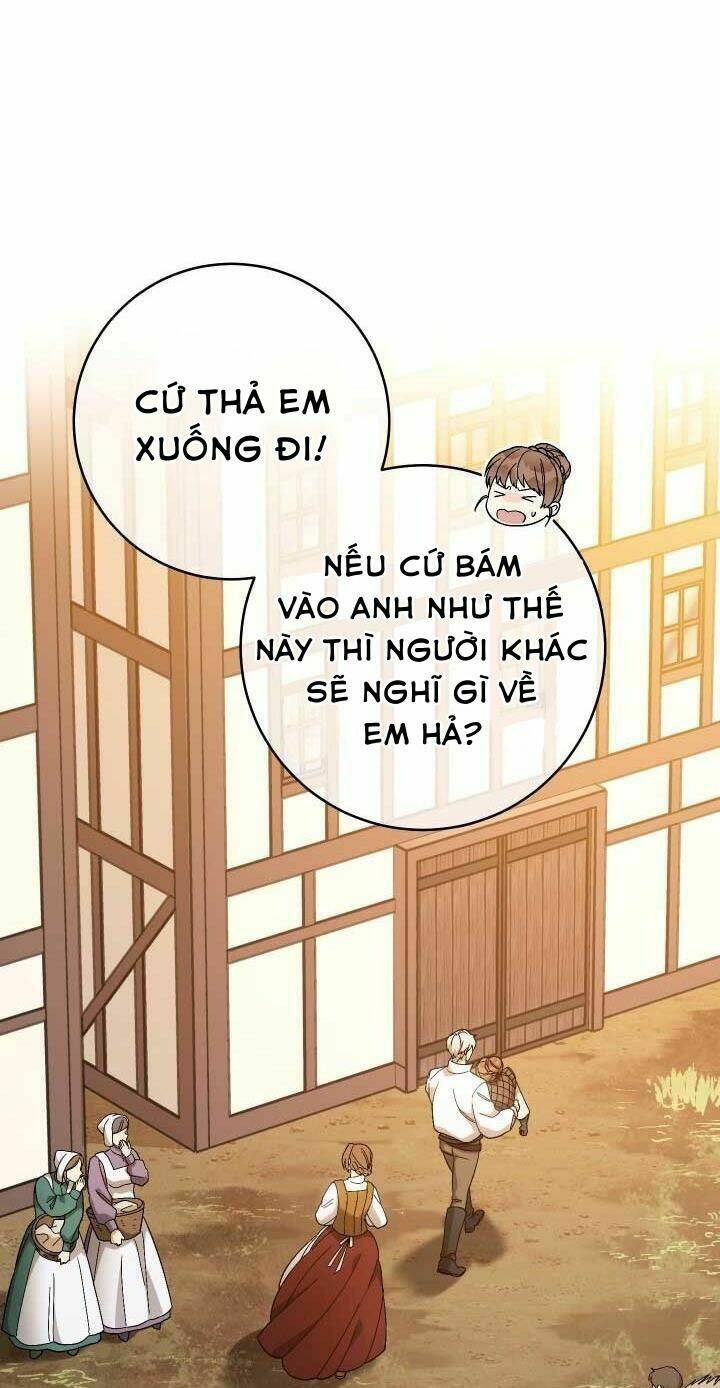 CỨ THẢ EM
XUỐNG ĐI!
NẾU CỨ BÁM
VÀO ANH NHƯ THẾ
NÀY THÌ NGƯỜI KHÁC
SẼ NGHĨ GÌ VỀ
EM HẢ?